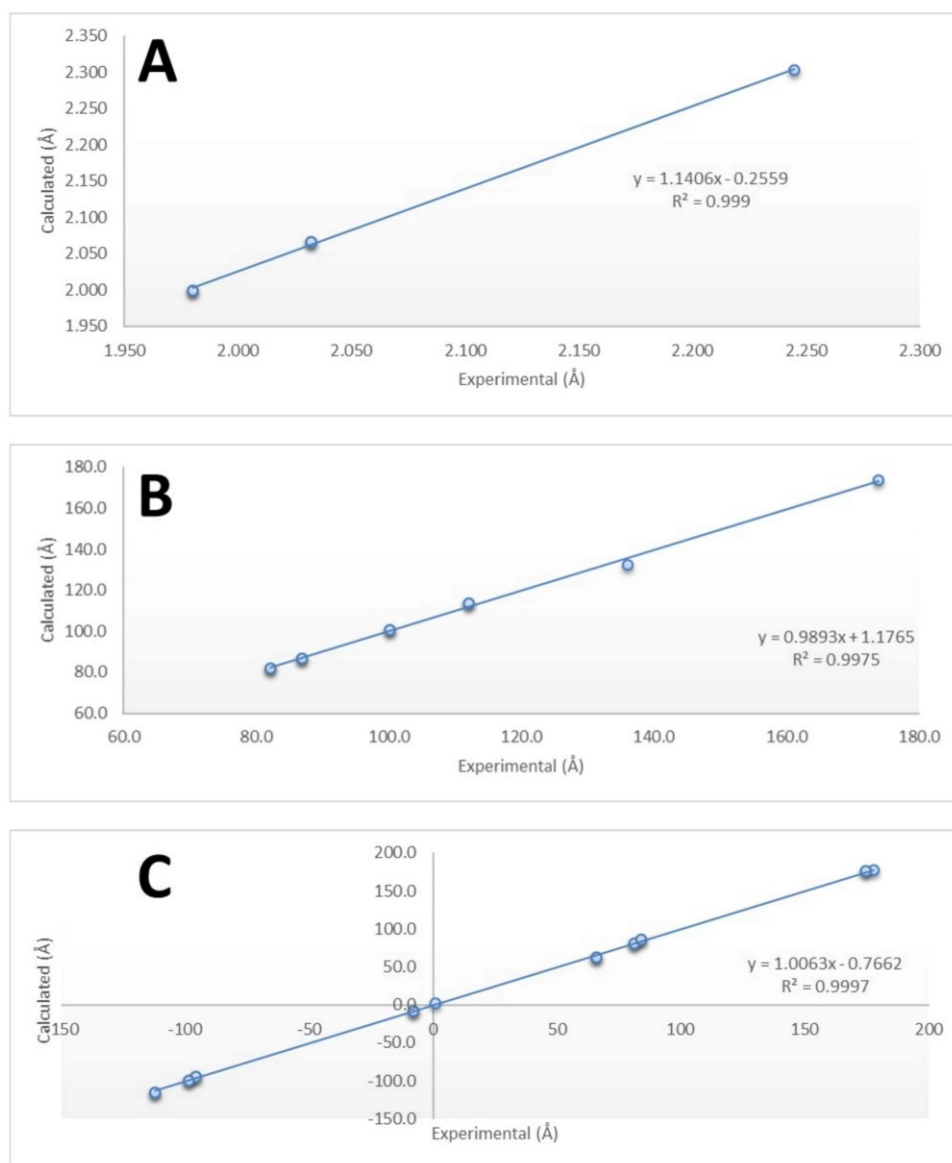 A
2.350
2.300
2.250
2.200
2.150
2.100
2.050
2.000
1.950
Calculated (Å)
y = 1.1406x - 0.2559
R² = 0.999
1.950 2.000 2.050 2.100 2.150 2.200 2.250 2.300
Experimental (Å)
B
180.0
160.0
140.0
120.0
100.0
80.0
60.0
Calculated (Å)
y = 0.9893x + 1.1765
R² = 0.9975
60.0 80.0 100.0 120.0 140.0 160.0 180.0
Experimental (Å)
C
200.0
150.0
100.0
50.0
0.0
-50.0
-100.0
-150.0
Calculated (Å)
y = 1.0063x - 0.7662
R² = 0.9997
-150 -100 -50 0 50 100 150 200
Experimental (Å)